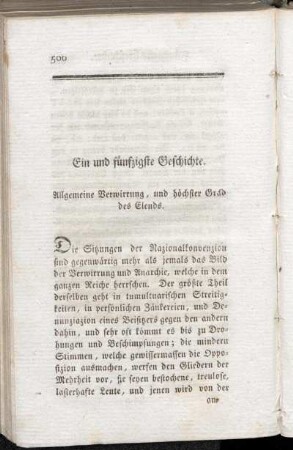 500
Ein und fünfzigste Geschichte.
Allgemeine Verwirrung, und höchster Grad
des Elends.
Die Sitzungen der Nazionalkonvenzion
sind gegenwärtig mehr als jemals das Bild
der Verwirrung und Anarchie, welche in dem
ganzen Reiche herrschen. Der größte Theil
derselben geht in tumultuarischen Streitig-
keiten, in persönlichen Zänkereien, und De-
nunziazion eines Beisitzers gegen den andern
dahin, und sehr oft kommt es bis zu Dro-
hungen und Beschimpfungen; die mindern
Stimmen, welche gewissermassen die Oppo-
sizion ausmachen, werfen den Gliedern der
Mehrheit vor, sie seyen bestochene, treulose,
lasterhafte Leute, und jenen wird von der
an-